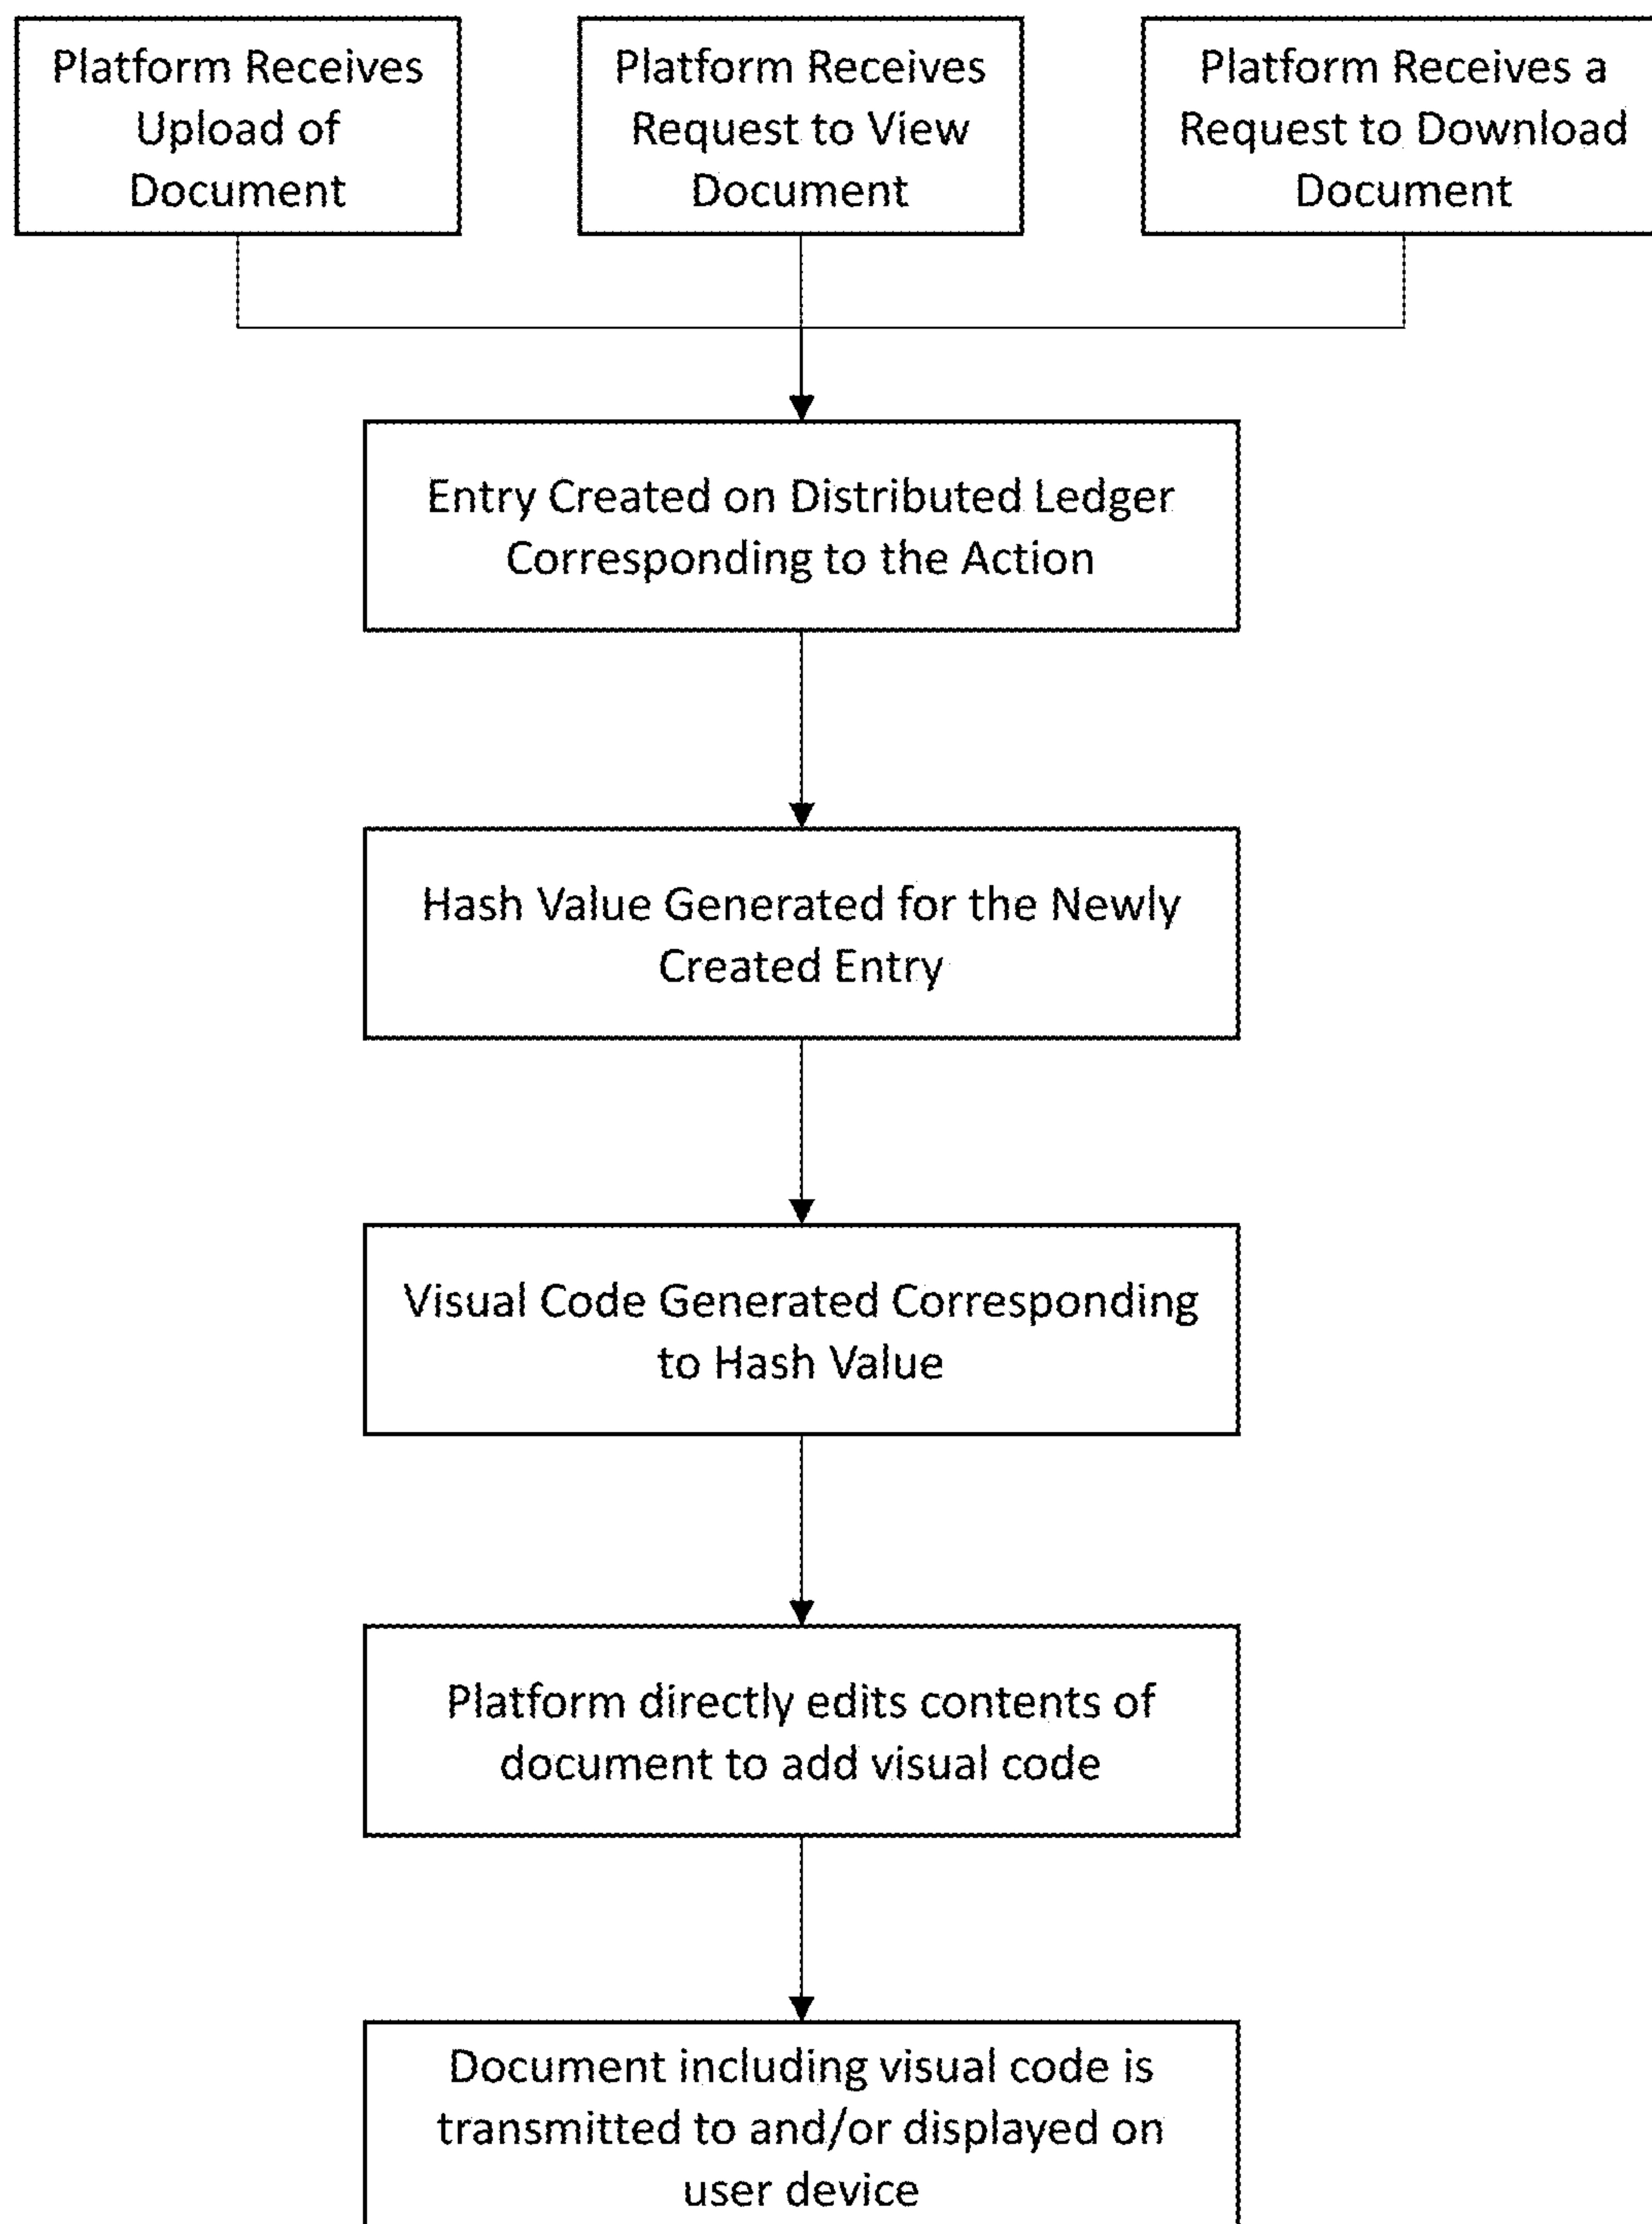 Platform Receives
Upload of
Document
Platform Receives
Request to View
Document
Platform Receives a
Request to Download
Document
Entry Created on Distributed Ledger
Corresponding to the Action
Hash Value Generated for the Newly
Created Entry
Visual Code Generated Corresponding
to Hash Value
Platform directly edits contents of
document to add visual code
Document including visual code is
transmitted to and/or displayed on
user device